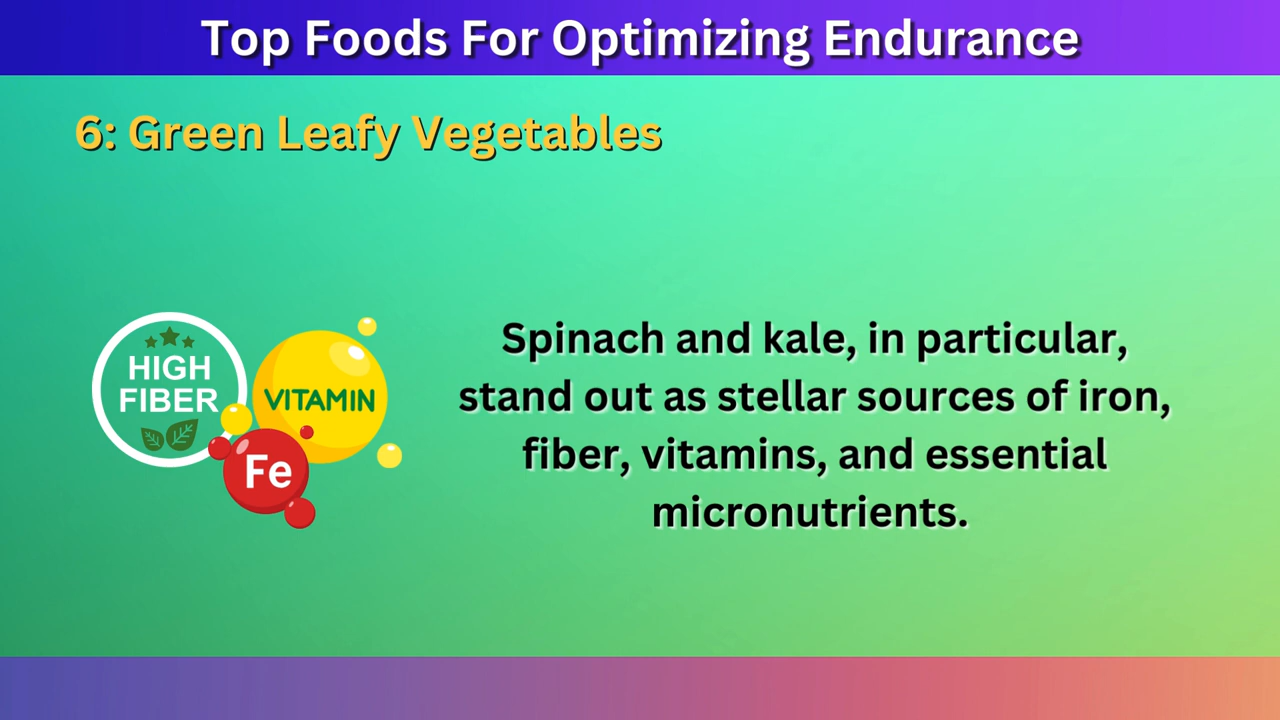 Top Foods For Optimizing Endurance
6: Green Leafy Vegetables
HIGH
FIBER
VITAMIN
Fe
Spinach and kale, in particular,
stand out as stellar sources of iron,
fiber, vitamins, and essential
micronutrients.